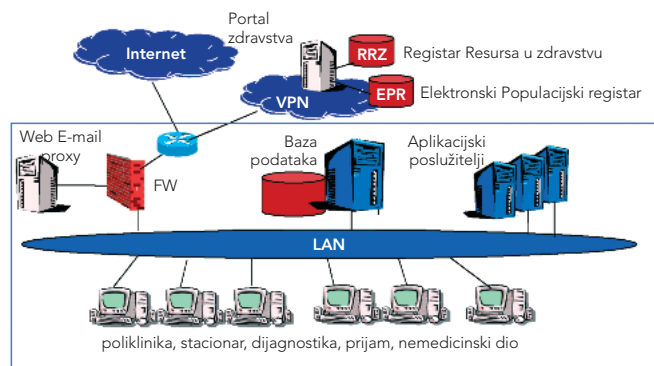 Portal
zdravstva
Internet
RRZ
Registar Resursa u zdravstvu
EPR
Elektronski Populacijski registar
VPN
Web E-mail
proxy
FW
Baza
podataka
Aplikacijski
poslužitelji
LAN
poliklinika, stacionar, dijagnostika, prijam, nemedicinski dio